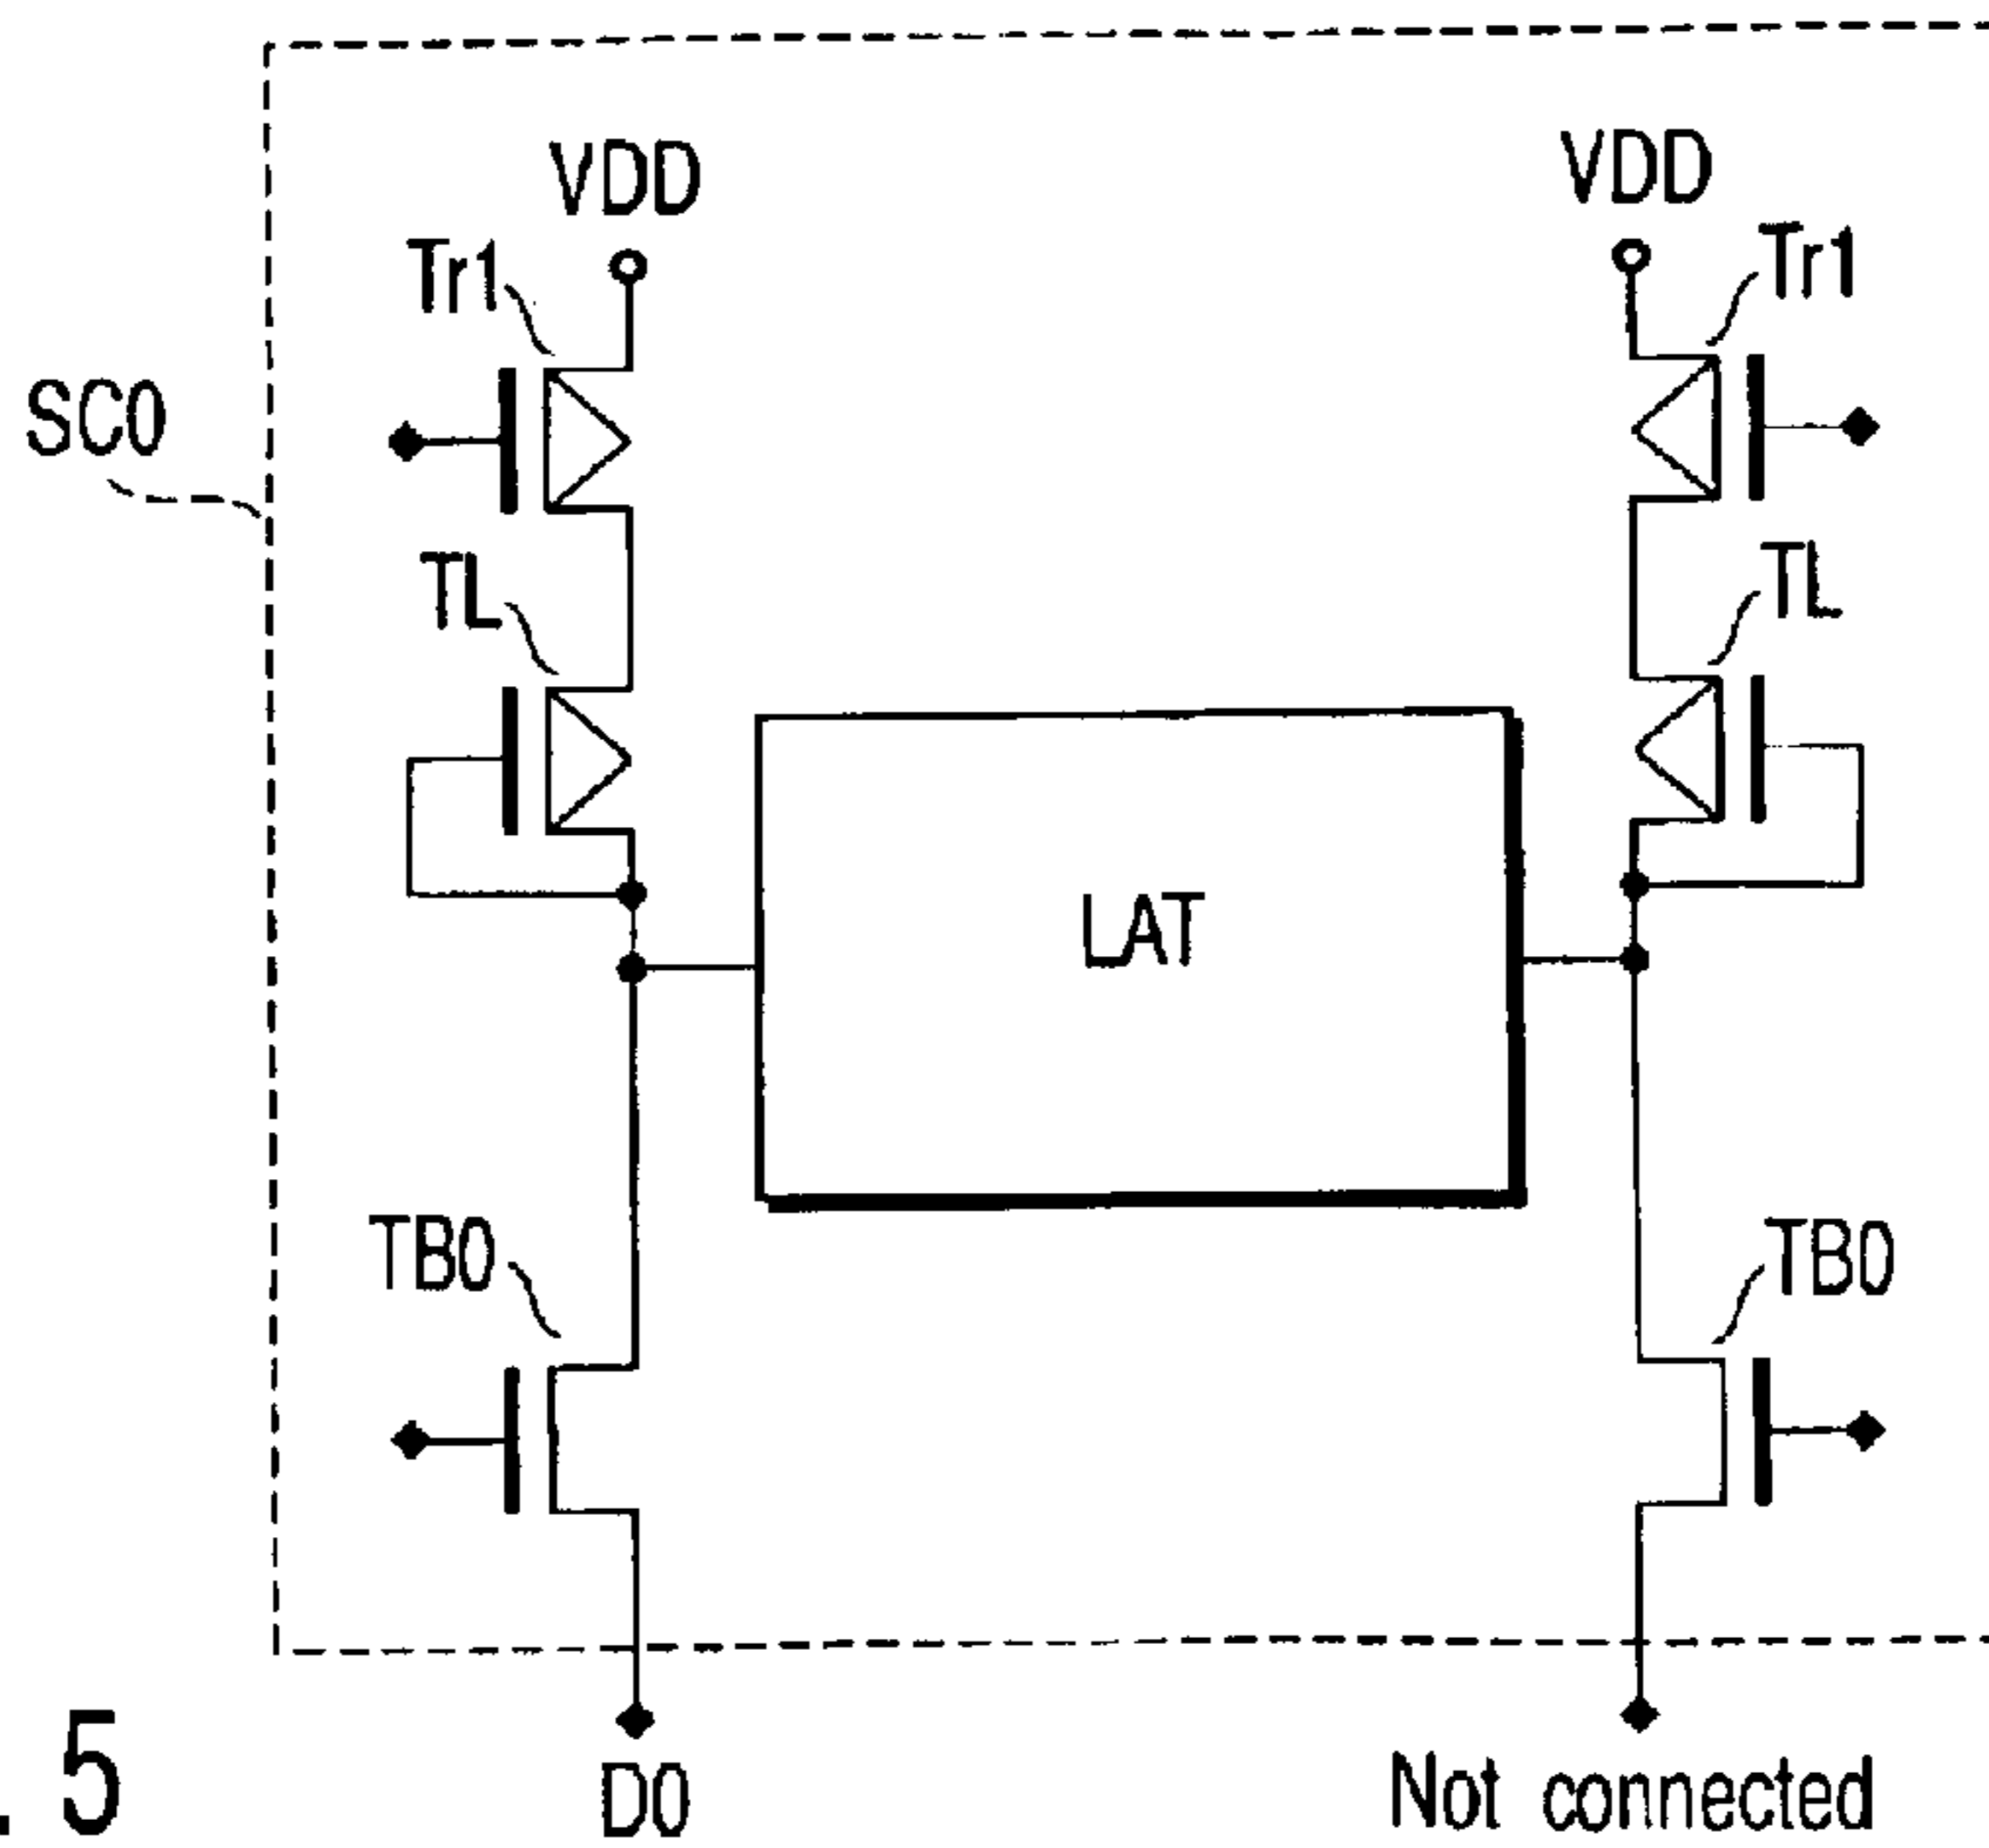 VDD
VDD
Tr1
Tr1
SC0
TL
TL
LAT
TB0
TB0
. 5
D0
Not connected